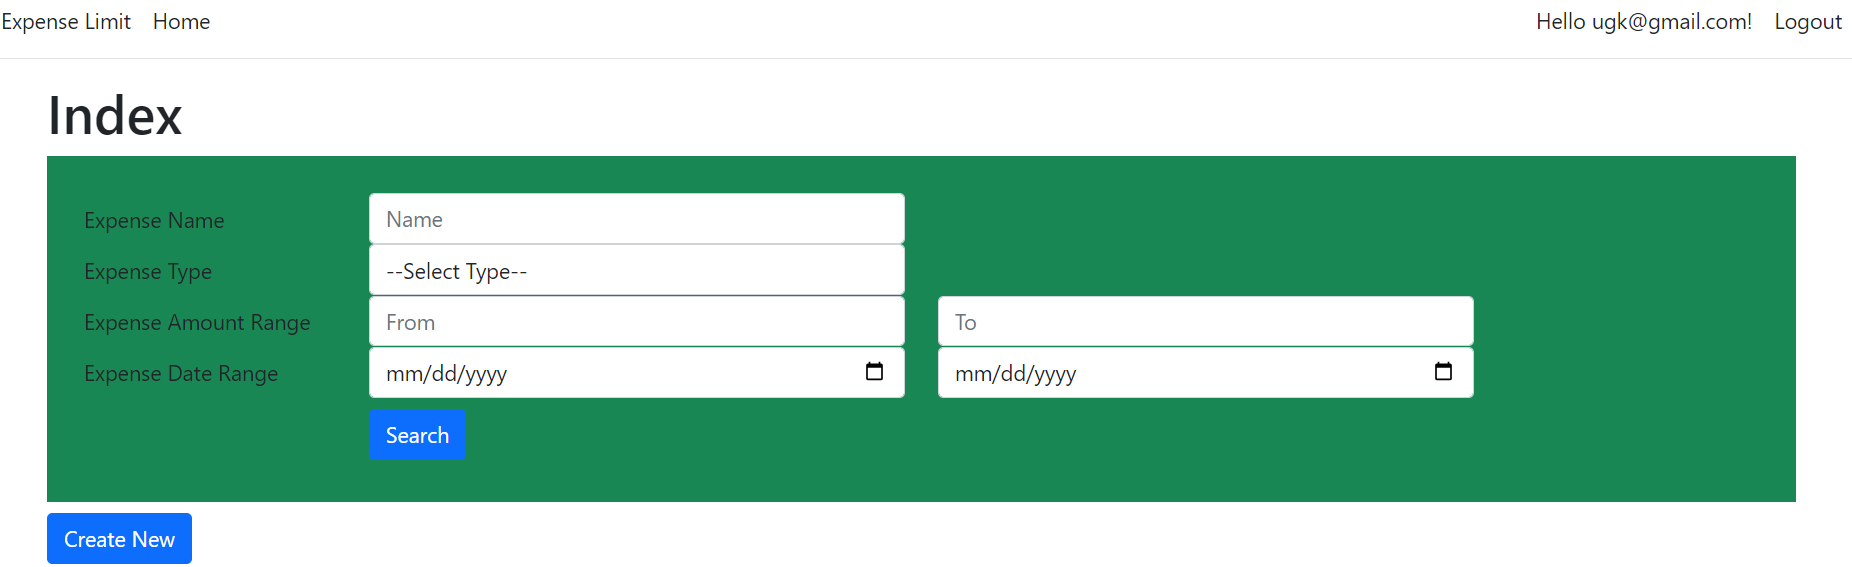 Expense Limit Home Hello ugk@gmail.com! Logout
Index
Expense Name Name
Expense Type --Select Type--
Expense Amount Range From To
Expense Date Range mm/dd/yyyy mm/dd/yyyy
Search
Create New